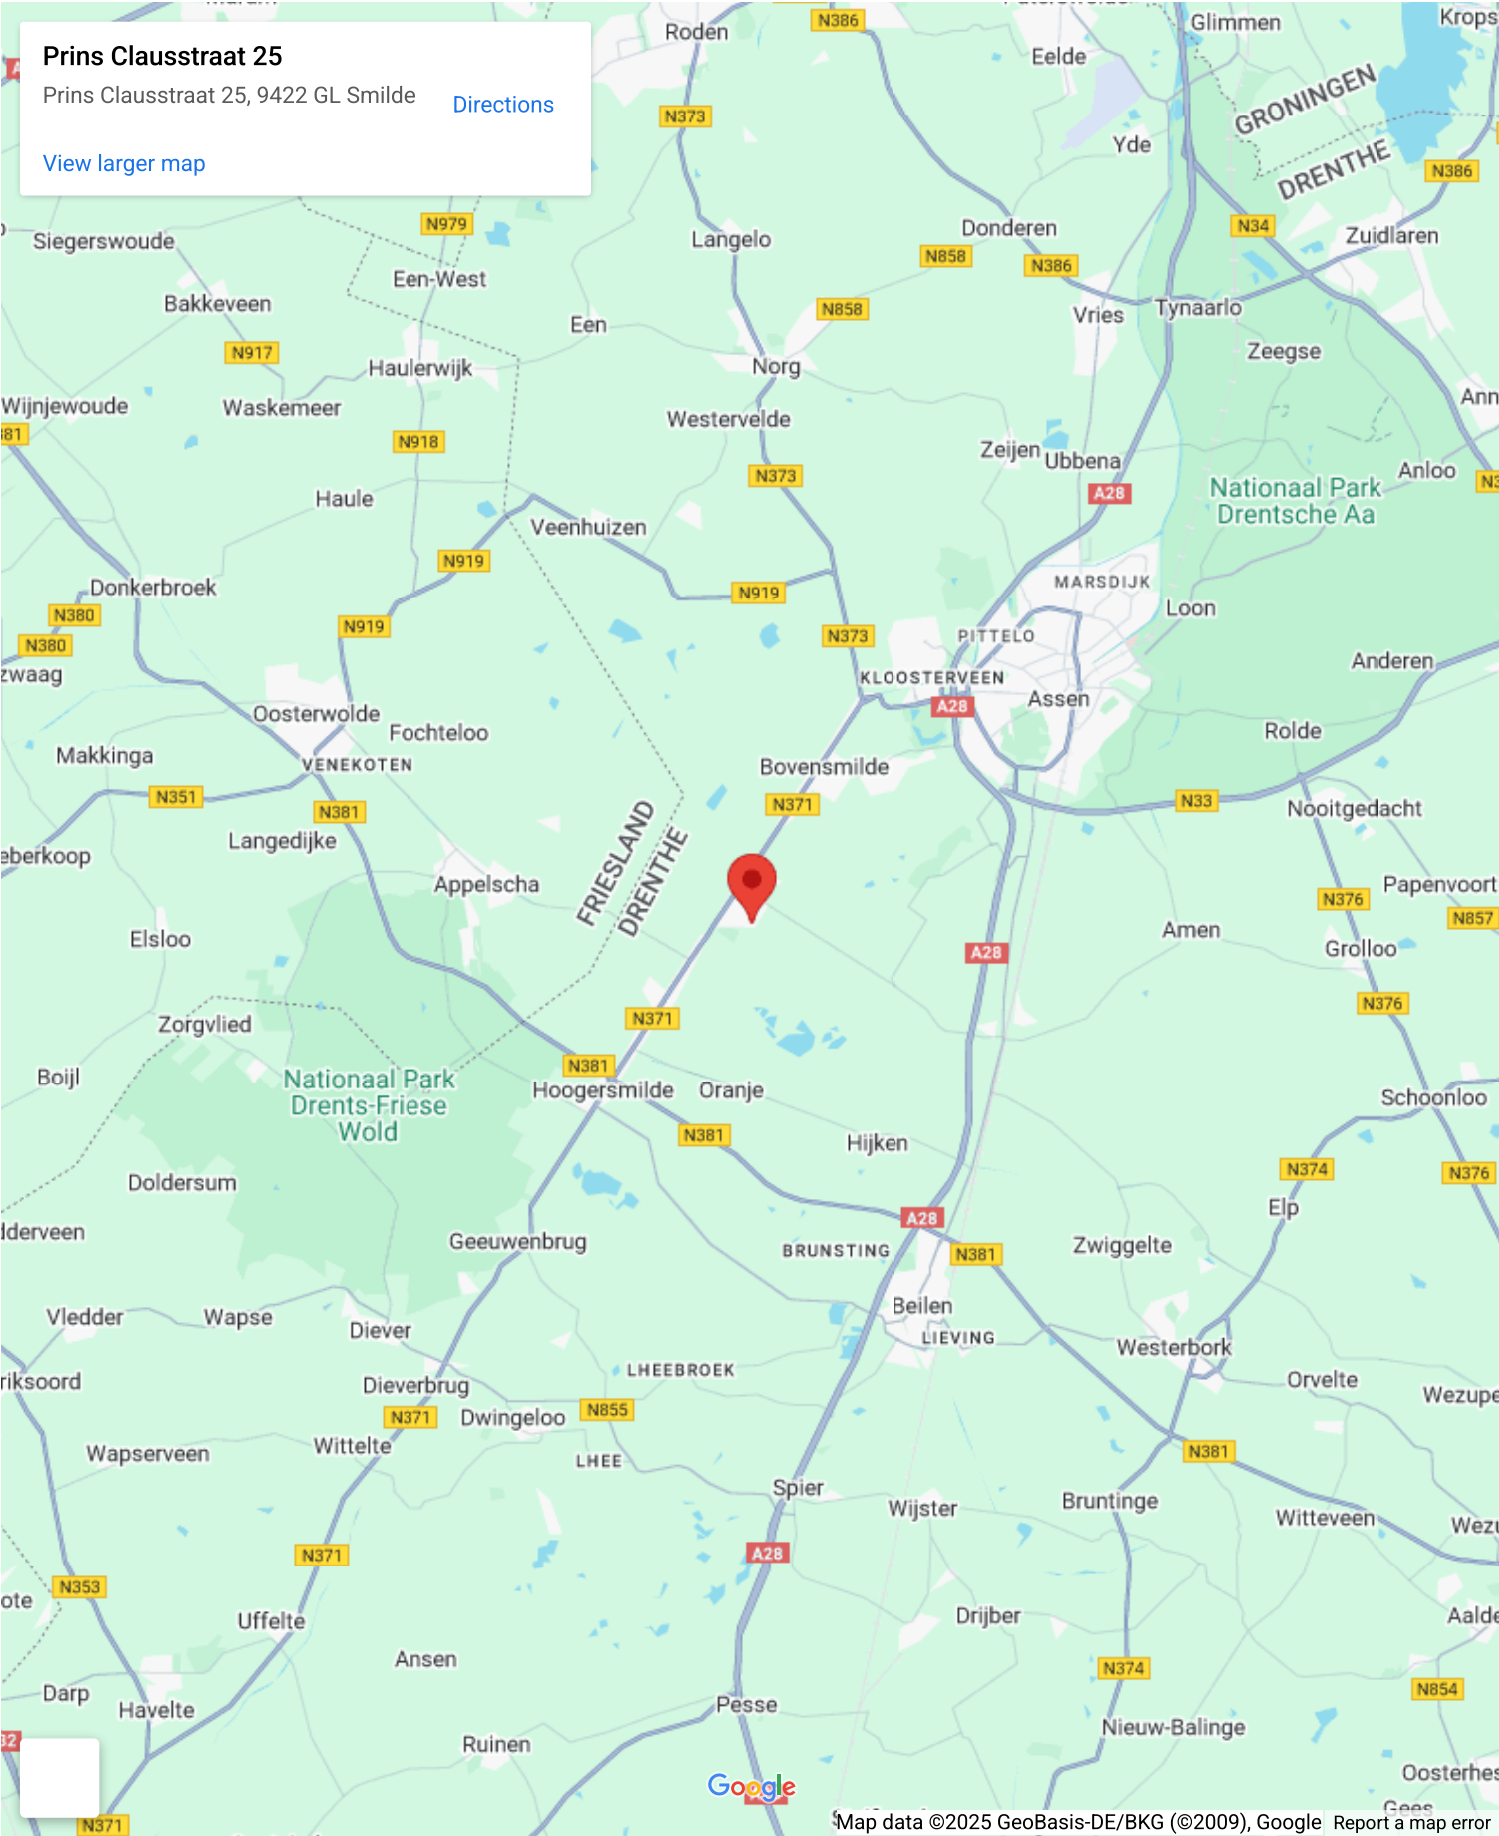 Prins Clausstraat 25
Prins Clausstraat 25, 9422 GL Smilde
Directions
View larger map
N386
Roden
Glimmen
Eelde
GRONINGEN
DRENTHE
N373
Yde
N386
N979
Siegerswoude
Langelo
Donderen
N34
Zuidlaren
N858
N386
Een-West
Bakkeveen
Een
N858
Vries
Tynaarlo
N917
Haulerwijk
Norg
Zeegse
Wijnjewoude
Waskemeer
Westervelde
N918
N373
Zeijen
Ubbena
Anloo
A28
Nationaal Park
Drentsche Aa
Haule
Veenhuizen
N919
Donkerbroek
N919
MARSDIJK
N380
N919
N373
PITTELO
Loon
N380
KLOOSTERVEEN
Anderen
A28
Assen
Oosterwolde
Fochteloo
Rolde
Makkinga
VENEKOTEN
Bovensmilde
N351
N381
N371
N33
Nooitgedacht
Langedijke
FRIESLAND
DRENTHE
Appelscha
N376
Papenvoort
N857
Elsloo
A28
Amen
Grolloo
Zorgvlied
N371
N376
N381
Boijl
Nationaal Park
Drents-Friese
Wold
Hoogersmilde
Oranje
Schoonloo
N381
Hijken
N374
N376
Doldersum
Elp
A28
Geeuwenbrug
BRUNSTING
N381
Zwiggelte
Vledder
Wapse
Diever
Beilen
LIEVING
Westerbork
LHEEBROEK
Dieverbrug
Orvelte
N371
Dwingeloo
N855
Wapserveen
Wittelte
LHEE
N381
Spier
Wijster
Bruntinge
Witteveen
N371
A28
N353
Uffelte
Drijber
Ansen
N374
Darp
Havelte
Pesse
N854
Ruinen
Nieuw-Balinge
Google
N371
Gees
Map data ©2025 GeoBasis-DE/BKG (©2009), Google
Report a map error